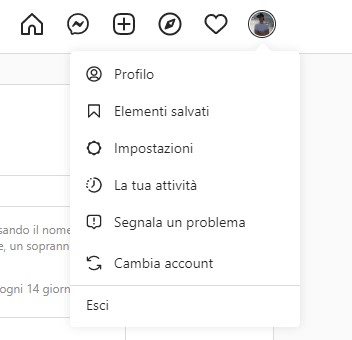 Profilo
Elementi salvati
Impostazioni
La tua attività
sando il nome
Segnala un problema
e, un soprann
Cambia account
ogni 14 giorn
Esci